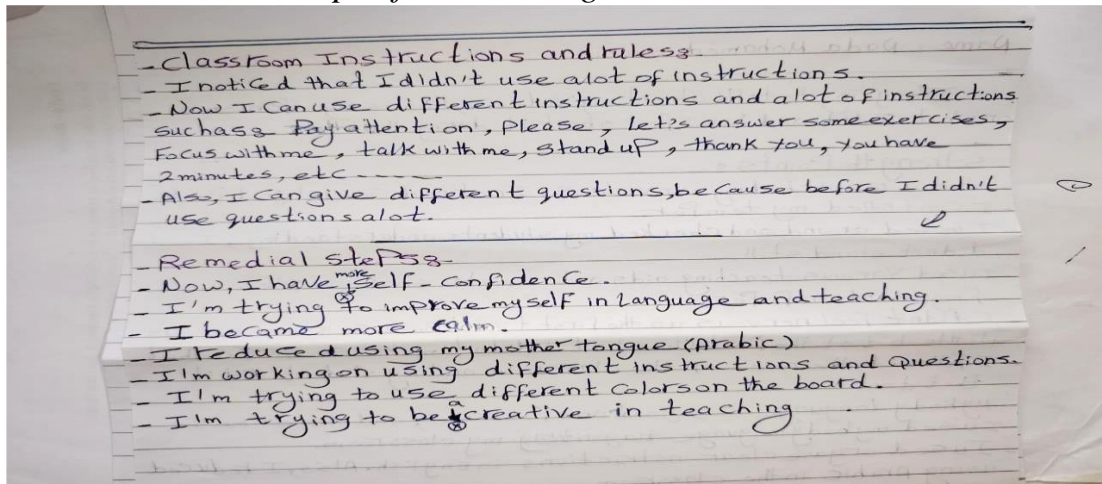 - Classroom Instructions and rules:
- I noticed that I didn't use alot of instructions.
- Now I can use different instructions and alot of instructions
such as: Pay attention, please, let's answer some exercises,
Focus with me, talk with me, stand up, thank you, you have
2 minutes, etc -----
- Also, I can give different questions, because before I didn't
use questions alot.
- Remedial steps:-
- Now, I have more self-confidence.
- I'm trying to improve myself in Language and teaching.
- I became more calm.
- I reduced using my mother tongue (Arabic)
- I'm working on using different instructions and Questions.
- I'm trying to use different colors on the board.
- I'm trying to be a creative in teaching